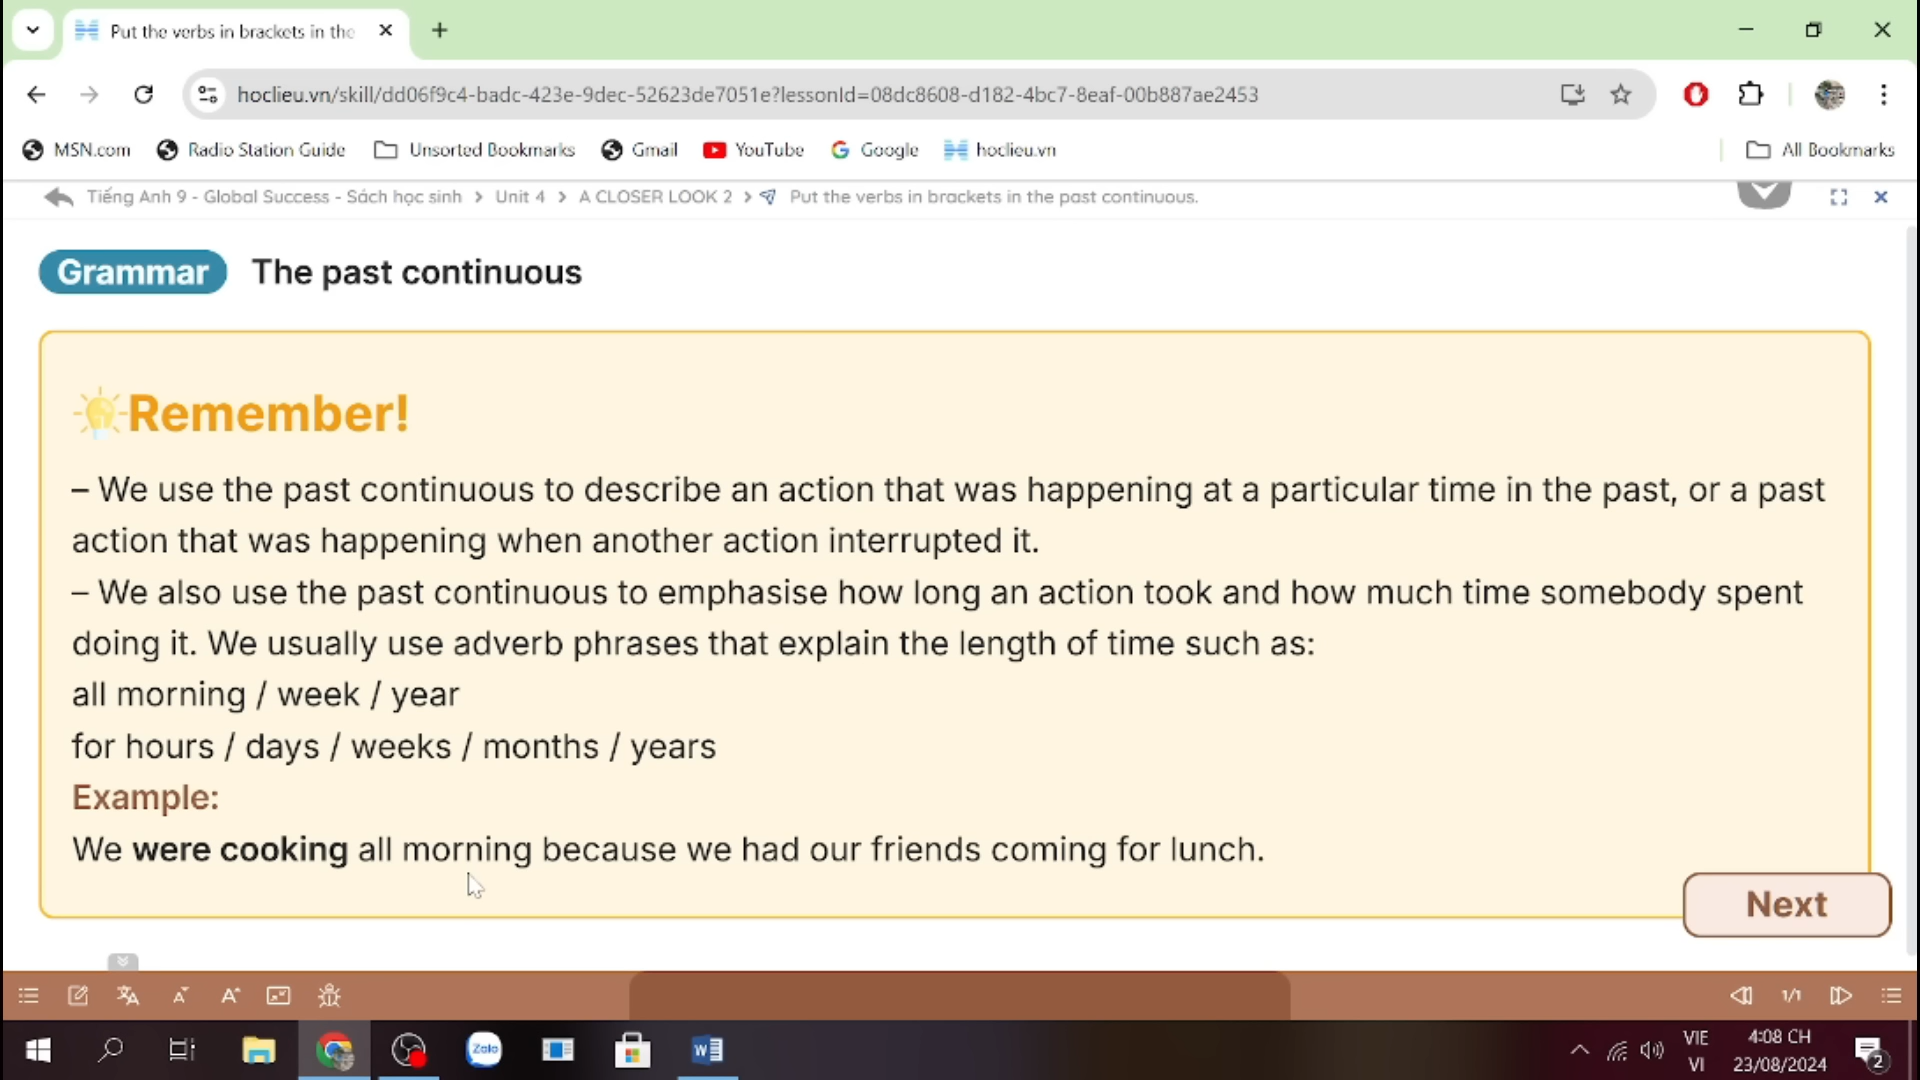 Put the verbs in brackets in the
hoclieu.vn/skill/dd06f9c4-badc-423e-9dec-52623de7051e?lessonId=08dc8608-d182-4bc7-8eaf-00b887ae2453
MSN.com Radio Station Guide Unsorted Bookmarks Gmail YouTube Google hoclieu.vn All Bookmarks
Tiếng Anh 9 - Global Success - Sách học sinh > Unit 4 > A CLOSER LOOK 2 > Put the verbs in brackets in the past continuous.
Grammar The past continuous
Remember!
– We use the past continuous to describe an action that was happening at a particular time in the past, or a past
action that was happening when another action interrupted it.
– We also use the past continuous to emphasise how long an action took and how much time somebody spent
doing it. We usually use adverb phrases that explain the length of time such as:
all morning / week / year
for hours / days / weeks / months / years
Example:
We were cooking all morning because we had our friends coming for lunch.
Next
1/1
Zalo
VIE 4:08 CH
VI 23/08/2024 2